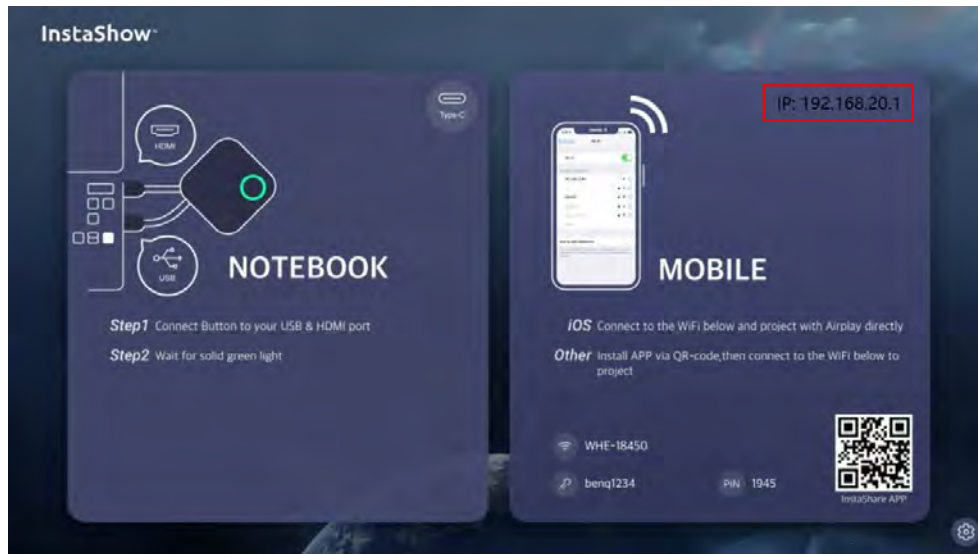 InstaShow™
HDMI
Type-C
USB
NOTEBOOK
Step1 Connect Button to your USB & HDMI port
Step2 Wait for solid green light
IP: 192.168.20.1
MOBILE
iOS Connect to the WiFi below and project with Airplay directly
Other Install APP via QR-code,then connect to the WiFi below to
project
WHE-18450
benq1234
PIN 1945
InstaShare APP